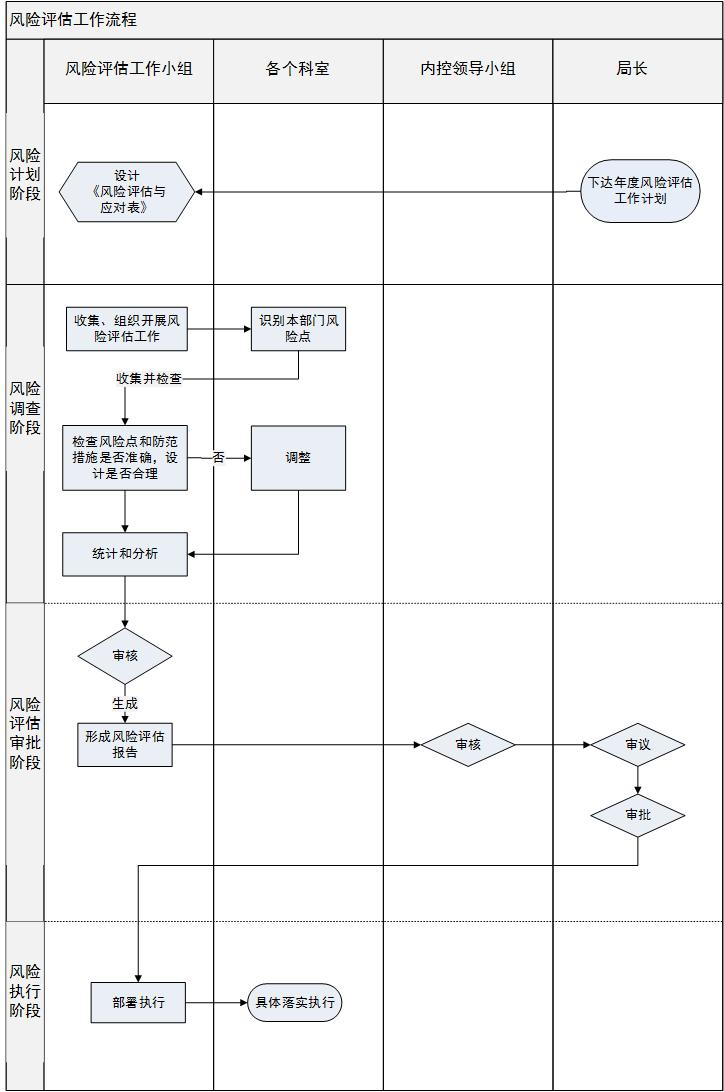 风险评估工作流程
风险评估工作小组
各个科室
内控领导小组
局长
风险
计划
阶段
设计
《风险评估与
应对表》
下达年度风险评估
工作计划
风险
调查
阶段
收集、组织开展风
险评估工作
识别本部门风
险点
收集并检查
检查风险点和防范
措施是否准确，设
计是否合理
否
调整
统计和分析
风险
评估
审批
阶段
审核
生成
形成风险评估
报告
审核
审议
审批
风险
执行
阶段
部署执行
具体落实执行